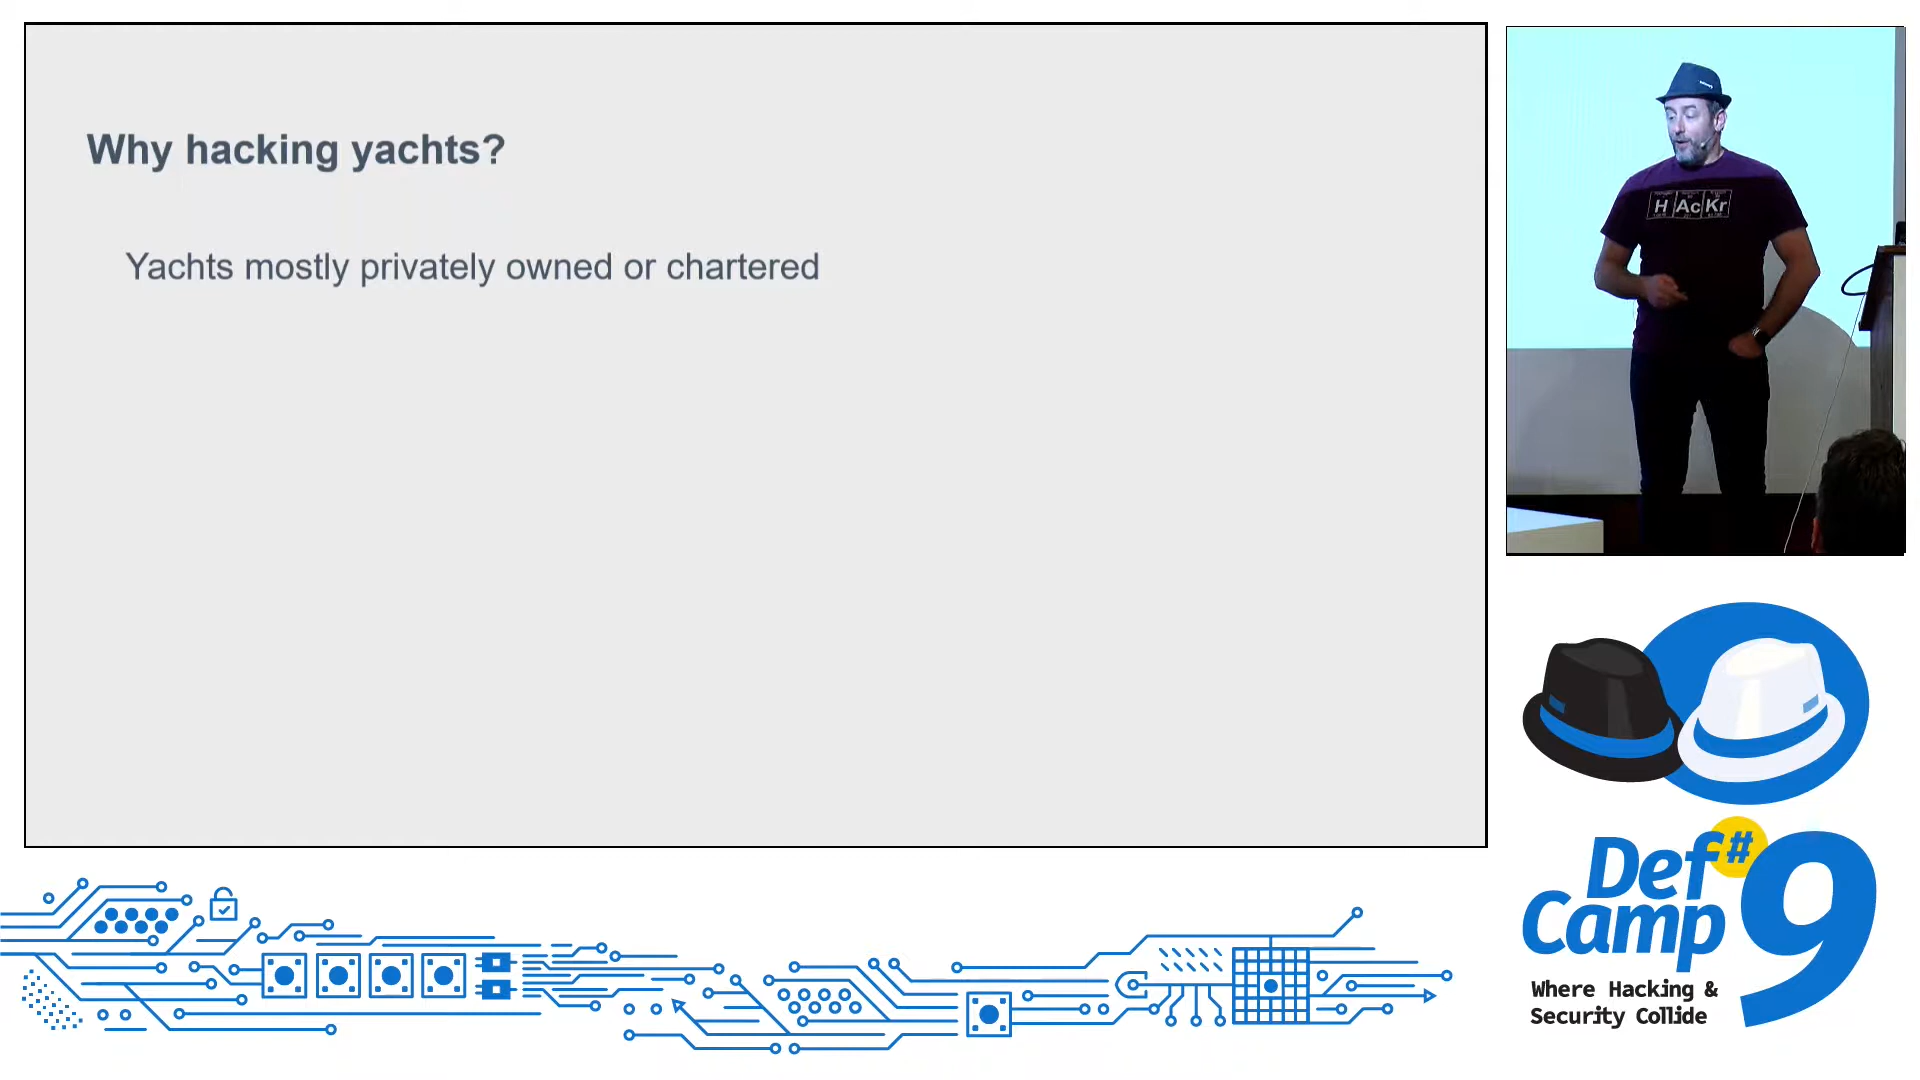 Why hacking yachts?
Yachts mostly privately owned or chartered
H Ac Kr
Def
Camp
#9
Where Hacking &
Security Collide